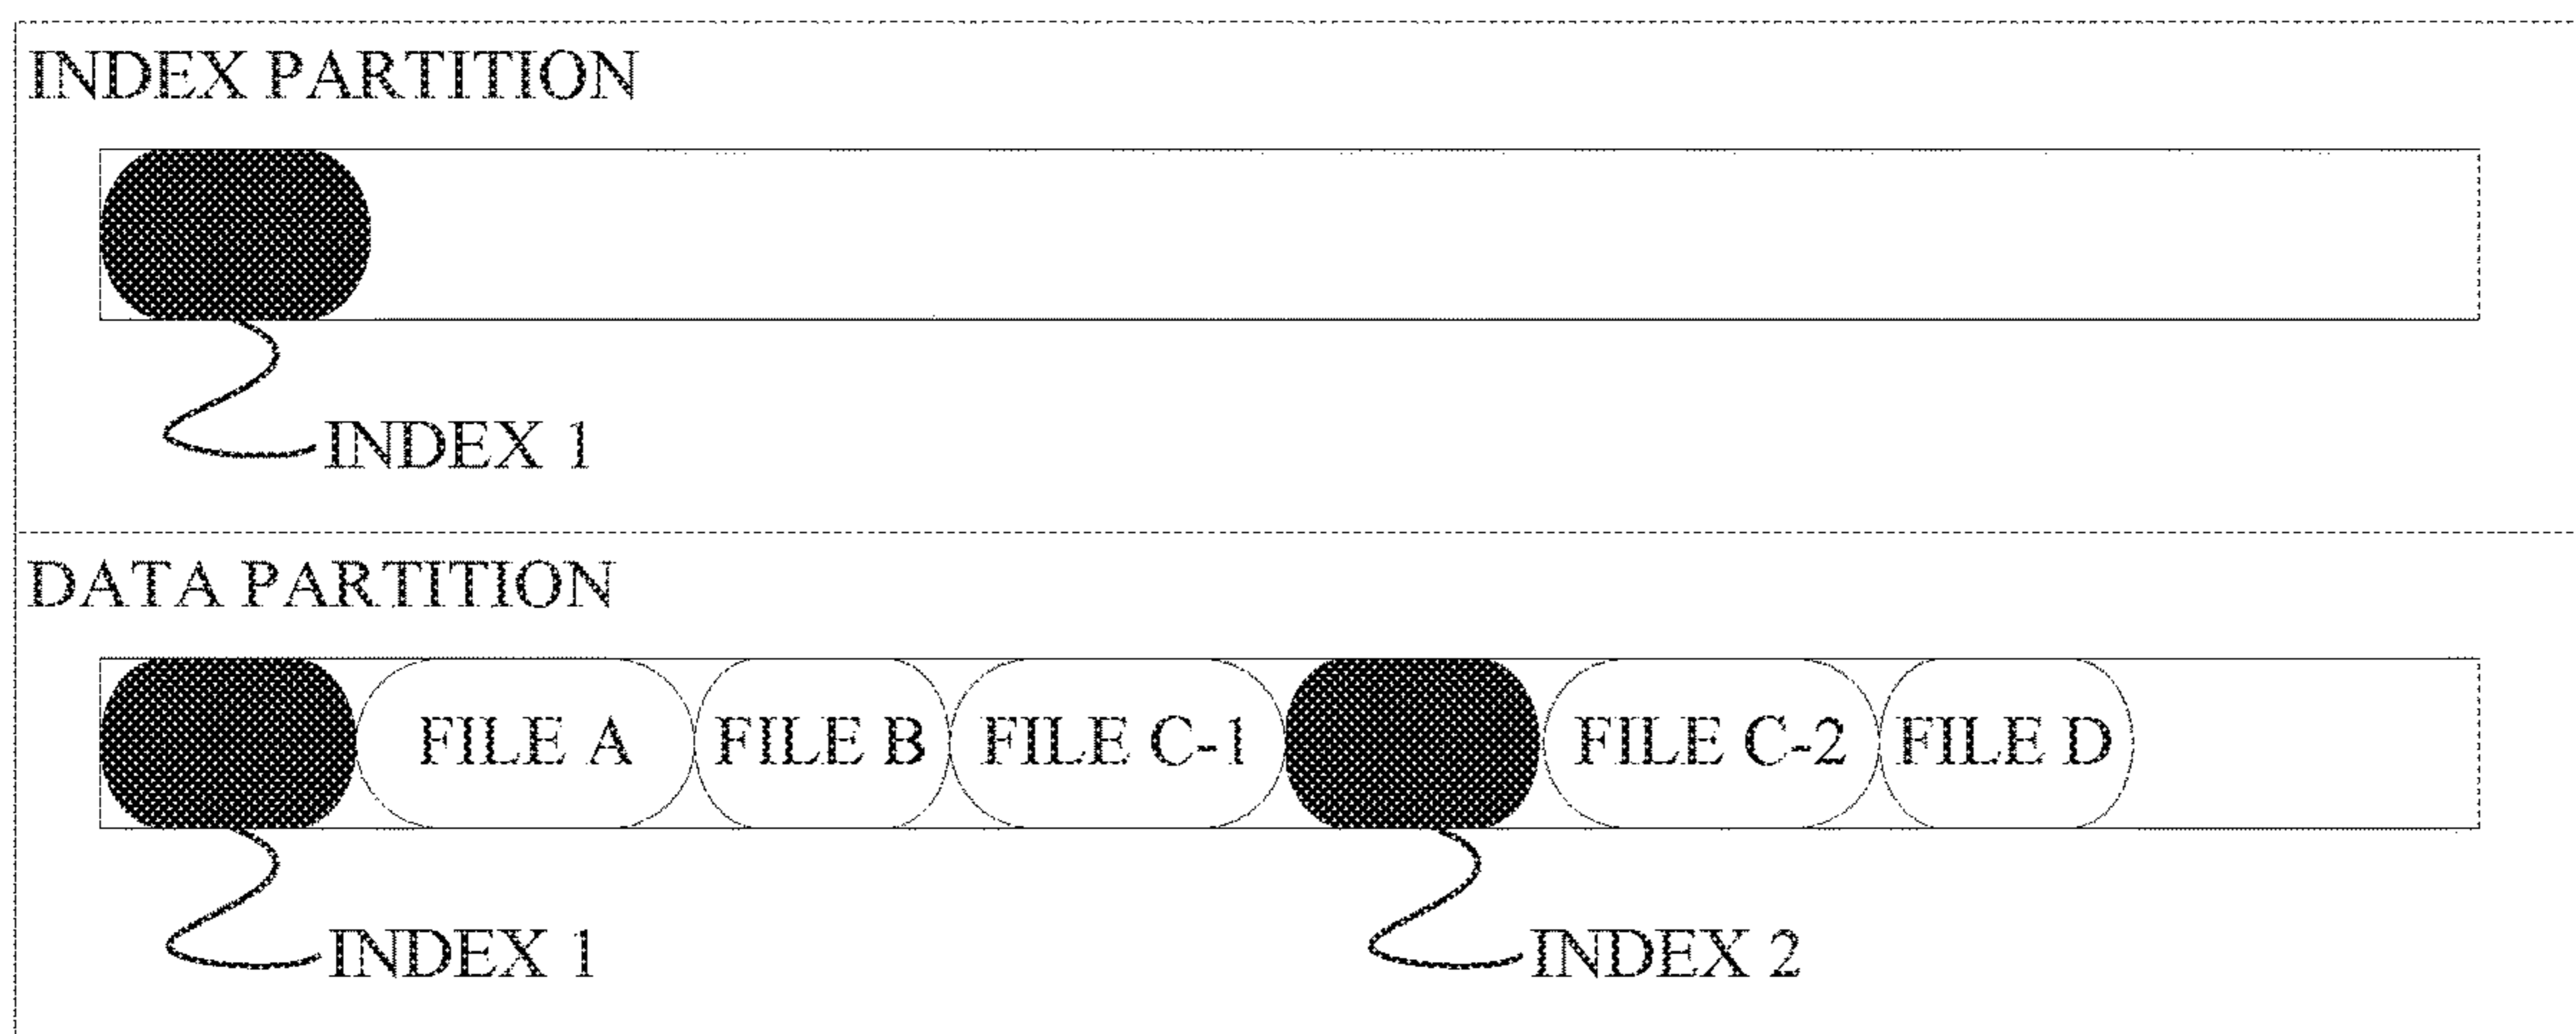 INDEX PARTITION
INDEX 1
DATA PARTITION
FILE A FILE B FILE C-1 FILE C-2 FILE D
INDEX 1 INDEX 2